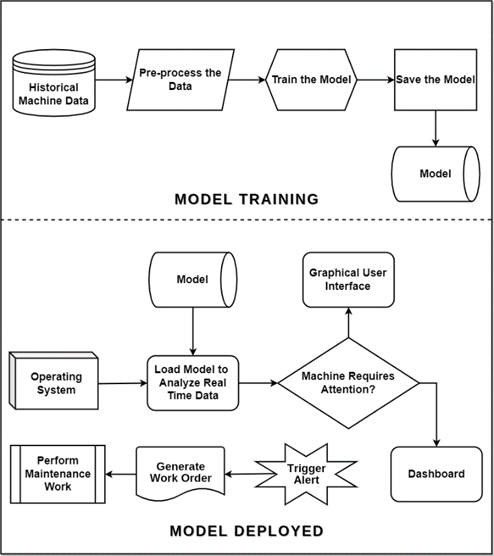 Historical
Machine Data
Pre-process the
Data
Train the Model
Save the Model
Model
MODEL TRAINING
Model
Graphical User
Interface
Operating
System
Load Model to
Analyze Real
Time Data
Machine Requires
Attention?
Perform
Maintenance
Work
Generate
Work Order
Trigger
Alert
Dashboard
MODEL DEPLOYED